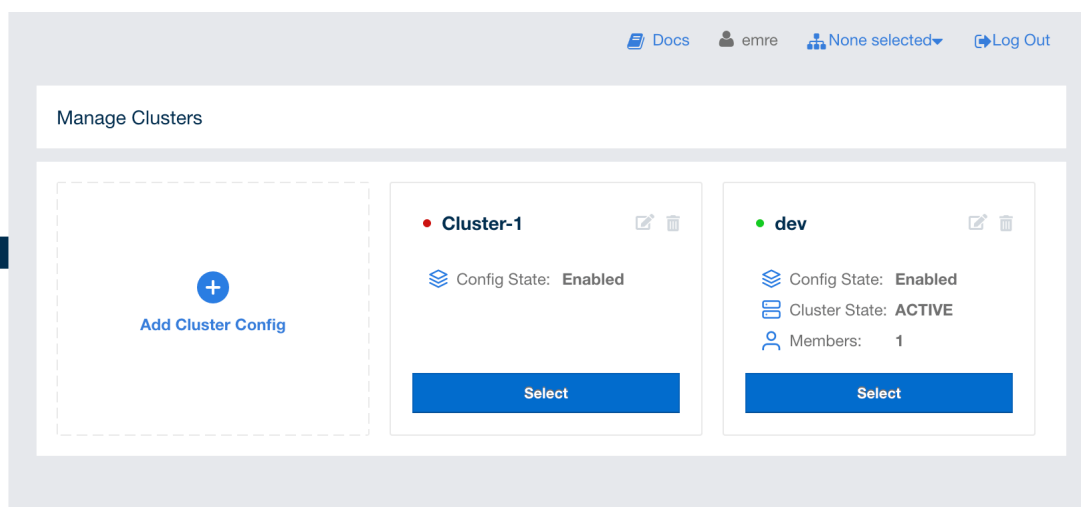 Docs emre None selected Log Out
Manage Clusters
Add Cluster Config
Cluster-1
Config State: Enabled
Select
dev
Config State: Enabled
Cluster State: ACTIVE
Members: 1
Select